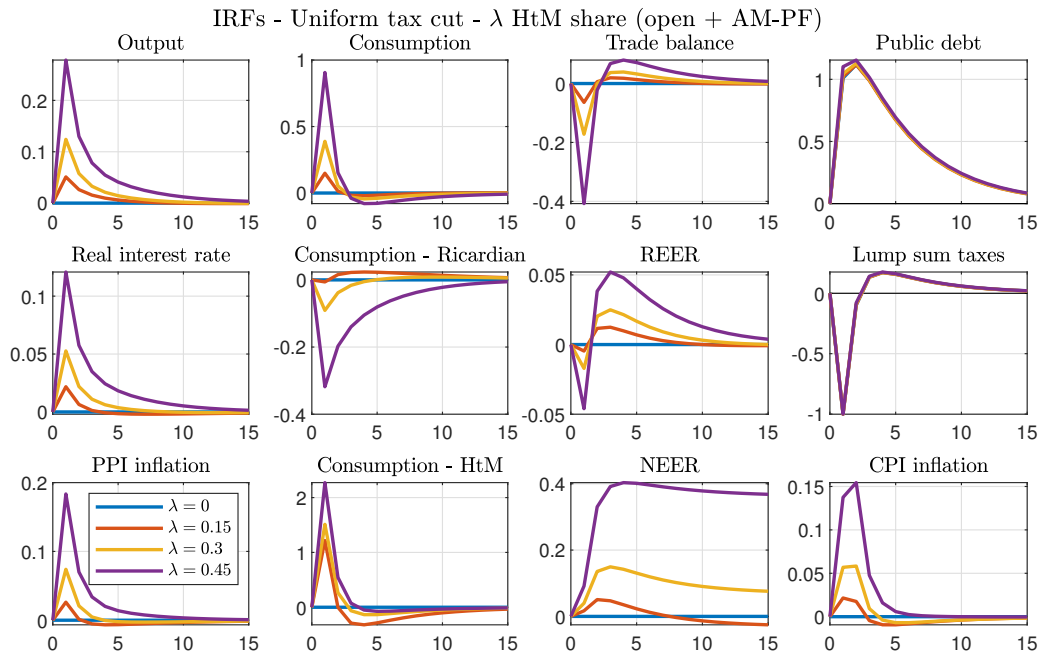 IRFs - Uniform tax cut - λ HtM share (open + AM-PF)
Output
Consumption
Trade balance
Public debt
0.2
0.1
0
0 5 10 15
1
0.5
0
0 5 10 15
0
-0.2
-0.4
0 5 10 15
1
0.5
0
0 5 10 15
Real interest rate
Consumption - Ricardian
REER
Lump sum taxes
0.1
0.05
0
0 5 10 15
0
-0.2
-0.4
0 5 10 15
0.05
0
-0.05
0 5 10 15
0
-0.5
-1
0 5 10 15
PPI inflation
Consumption - HtM
NEER
CPI inflation
0.2
0.1
0
0 5 10 15
λ = 0
λ = 0.15
λ = 0.3
λ = 0.45
2
1
0
0 5 10 15
0.4
0.2
0
0 5 10 15
0.15
0.1
0.05
0
0 5 10 15